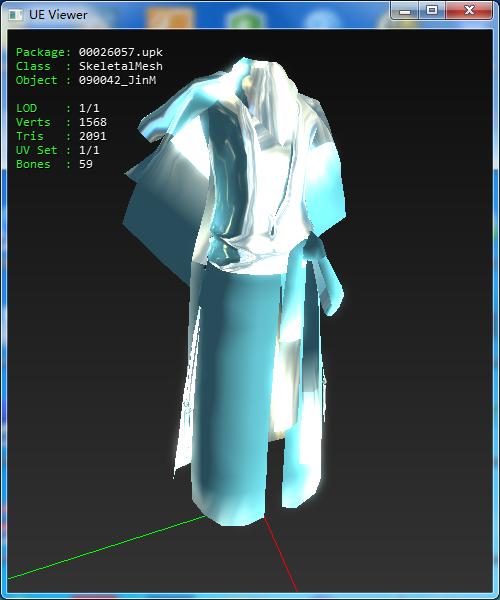 UE Viewer
Package: 00026057.upk
Class : SkeletalMesh
Object : 090042_JinM
LOD : 1/1
Verts : 1568
Tris : 2091
UV Set : 1/1
Bones : 59